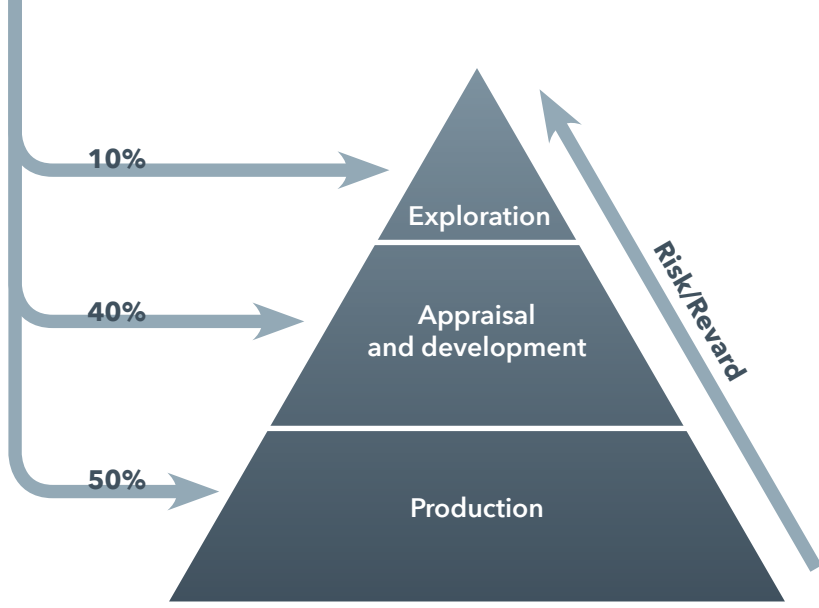 10%
Exploration
Risk/Revard
40%
Appraisal
and development
50%
Production